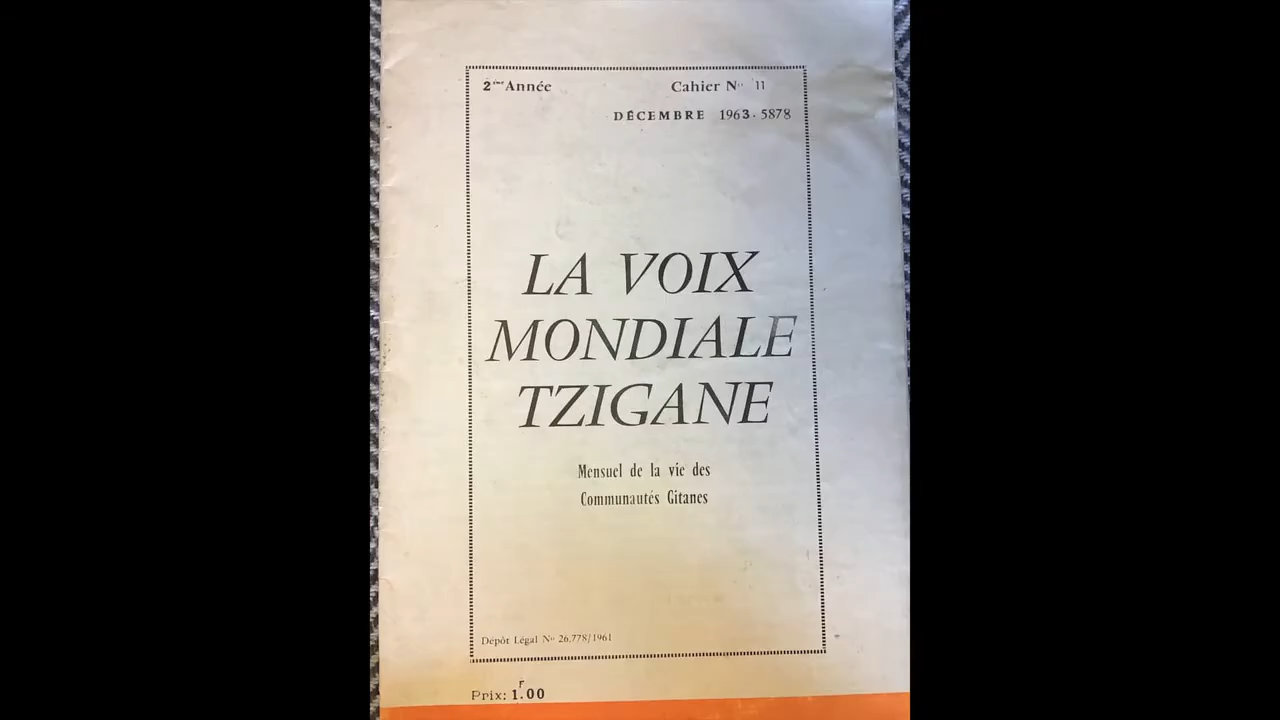 2ème Année Cahier No 11
DÉCEMBRE 1963 - 5878
LA VOIX
MONDIALE
TZIGANE
Mensuel de la vie des
Communautés Gitanes
Dépôt Légal No 26.778/1961
Prix: 1.F00